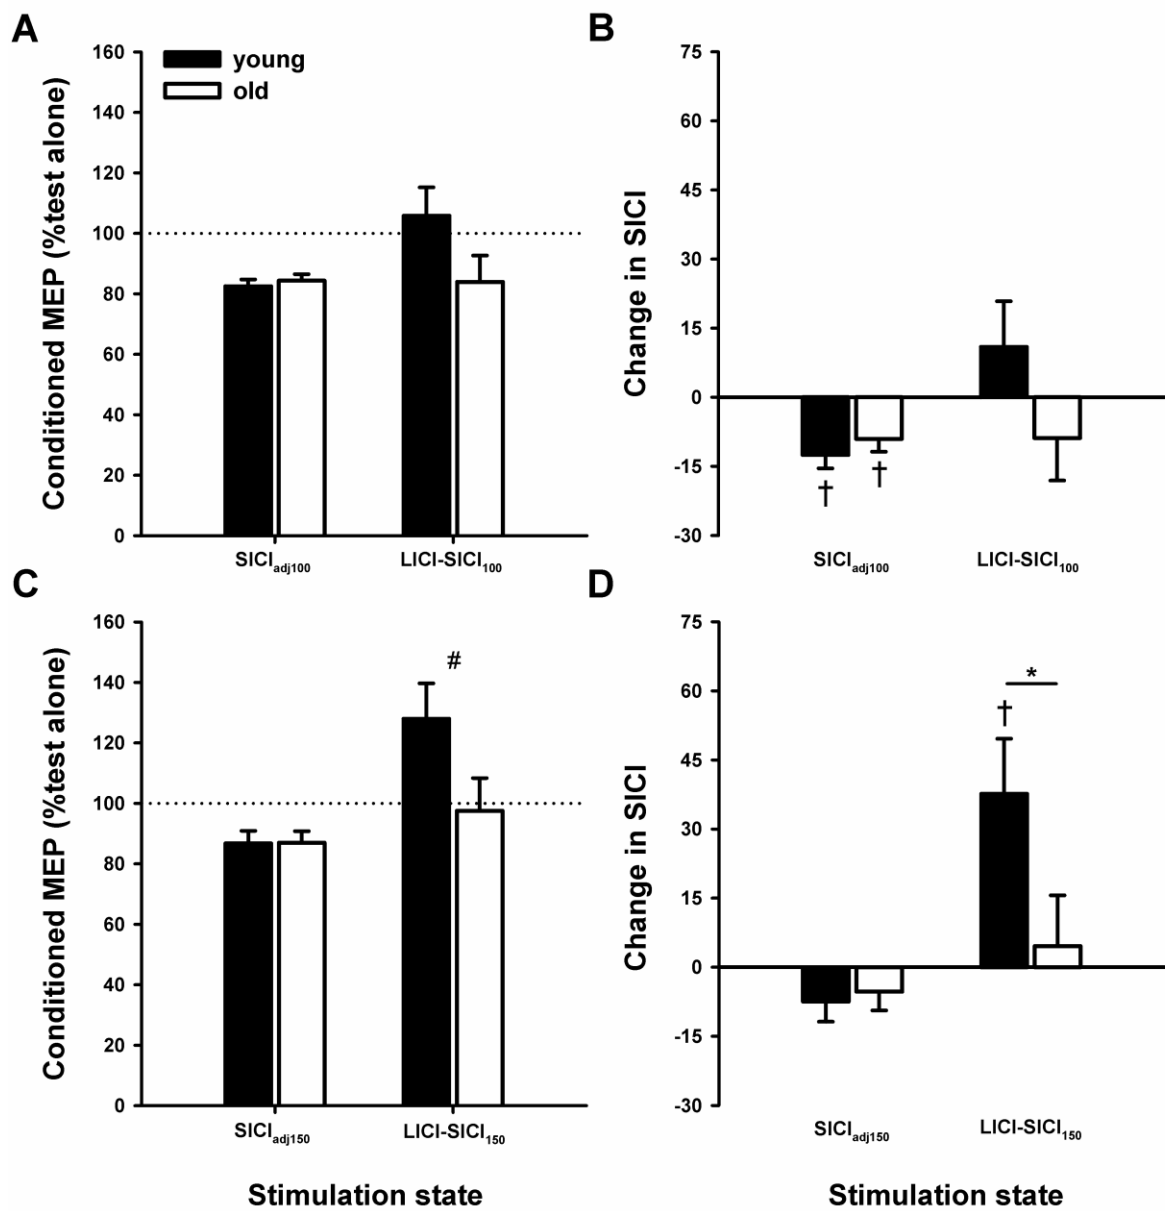 A
Conditioned MEP (%test alone)
160
140
120
100
80
60
40
20
0
young
old
SICIadj100
LICI-SICI100
B
Change in SICI
75
60
45
30
15
0
-15
-30
†
†
SICIadj100
LICI-SICI100
C
Conditioned MEP (%test alone)
160
140
120
100
80
60
40
20
0
#
SICIadj150
LICI-SICI150
Stimulation state
D
Change in SICI
75
60
45
30
15
0
-15
-30
*
†
SICIadj150
LICI-SICI150
Stimulation state